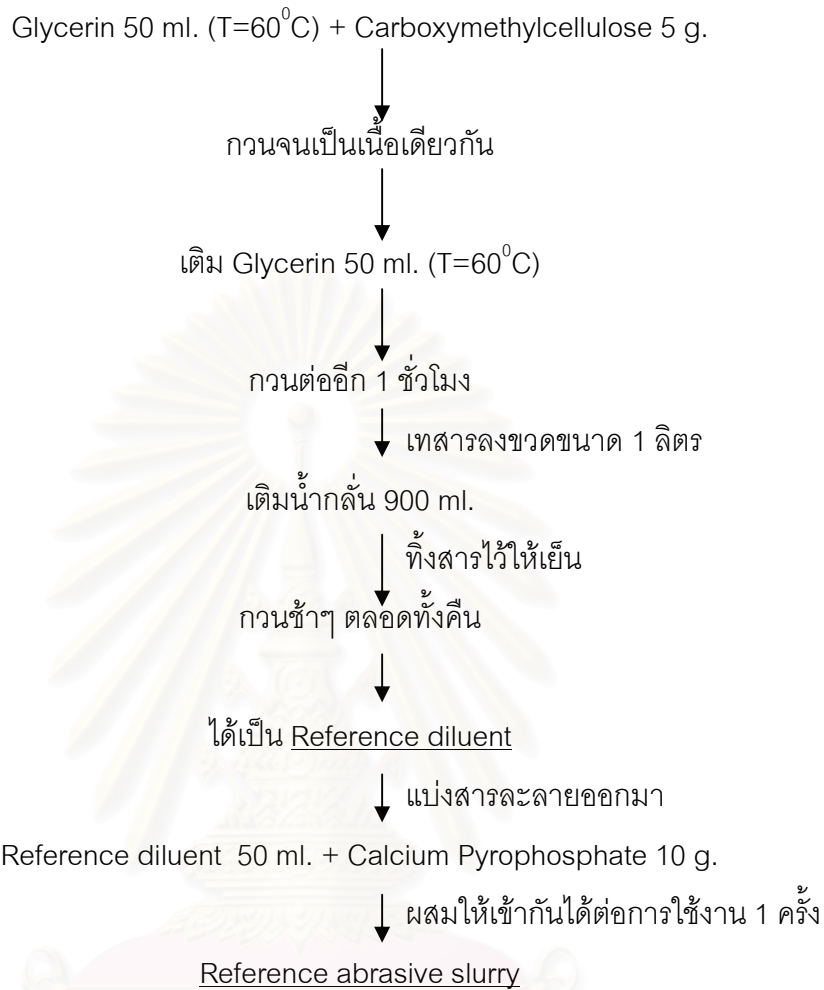 Glycerin 50 ml. (T=60⁰C) + Carboxymethylcellulose 5 g.
กวนจนเป็นเนื้อเดียวกัน
เติม Glycerin 50 ml. (T=60⁰C)
กวนต่ออีก 1 ชั่วโมง
เทสารลงขวดขนาด 1 ลิตร
เติมน้ำกลั่น 900 ml.
ทิ้งสารไว้ให้เย็น
กวนช้าๆ ตลอดทั้งคืน
ได้เป็น Reference diluent
แบ่งสารละลายออกมา
Reference diluent 50 ml. + Calcium Pyrophosphate 10 g.
ผสมให้เข้ากันได้ต่อการใช้งาน 1 ครั้ง
Reference abrasive slurry